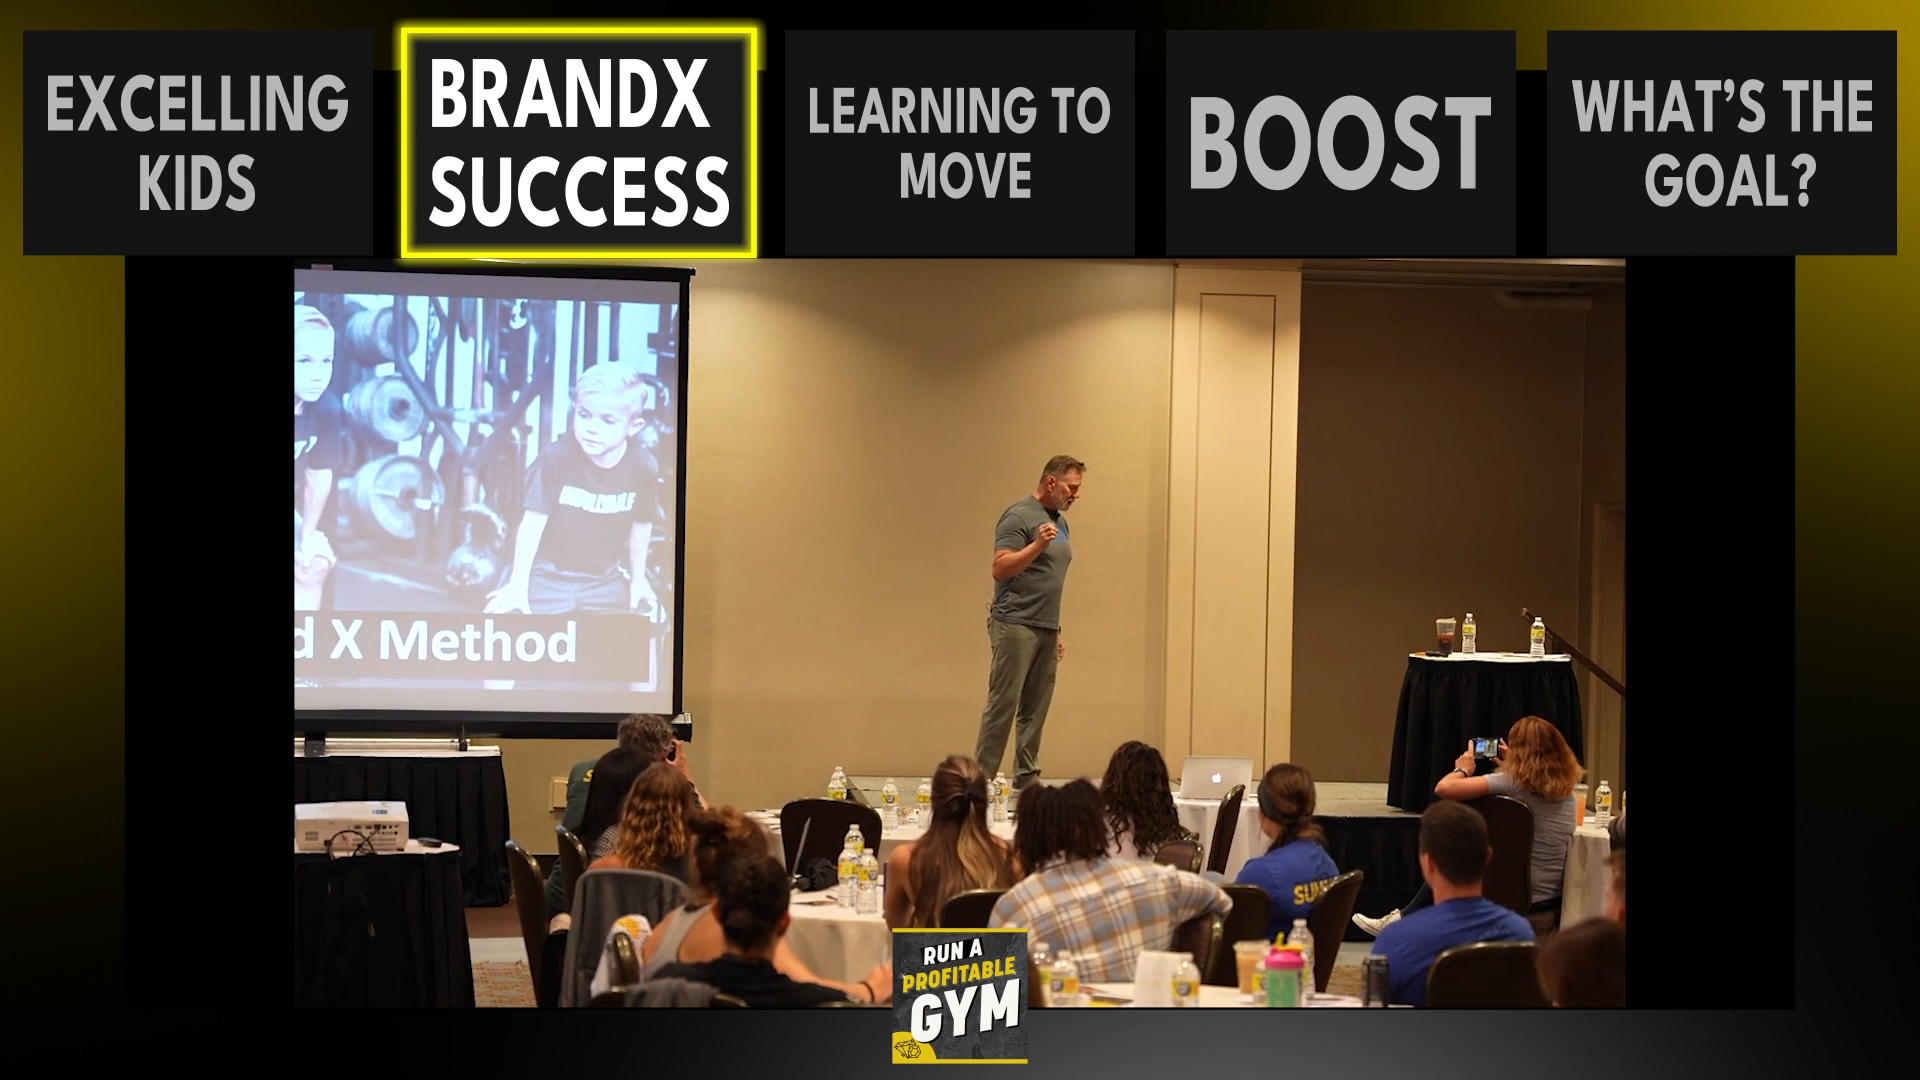 EXCELLING
KIDS
BRANDX
SUCCESS
LEARNING TO
MOVE
BOOST
WHAT'S THE
GOAL?
d X Method
RUN A
PROFITABLE
GYM